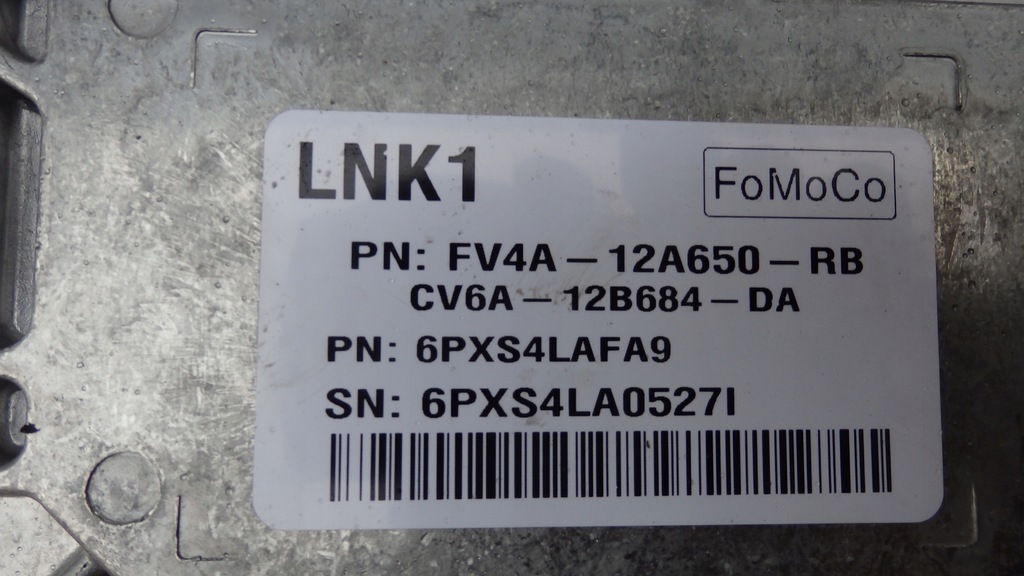 LNK1
FoMoCo
PN: FV4A-12A650-RB
CV6A-12B684-DA
PN: 6PXS4LAFA9
SN: 6PXS4LA0527I